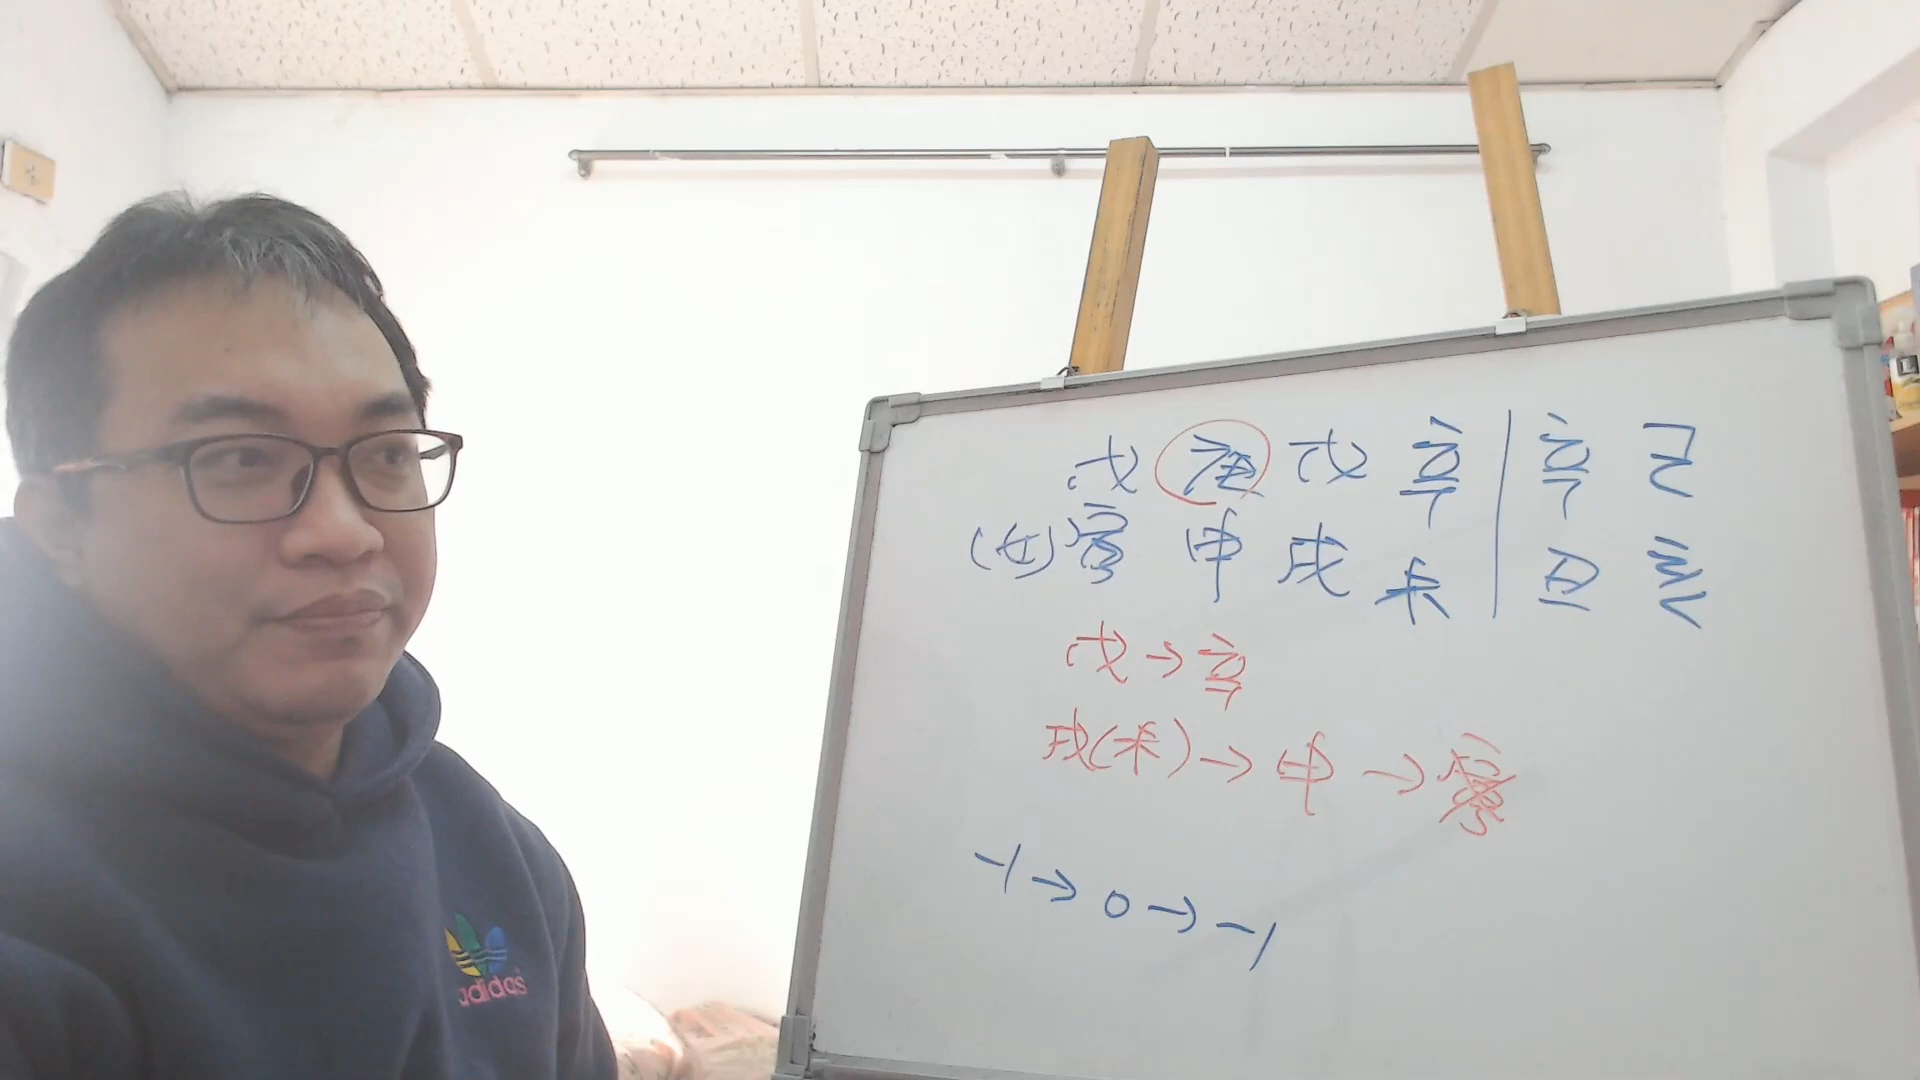 戊 庚 戊 辛 | 辛 己
(女) 寅 申 戌 未 | 丑 亥
戊→辛
戌(未)→申→寅
-1→0→-1
adidas